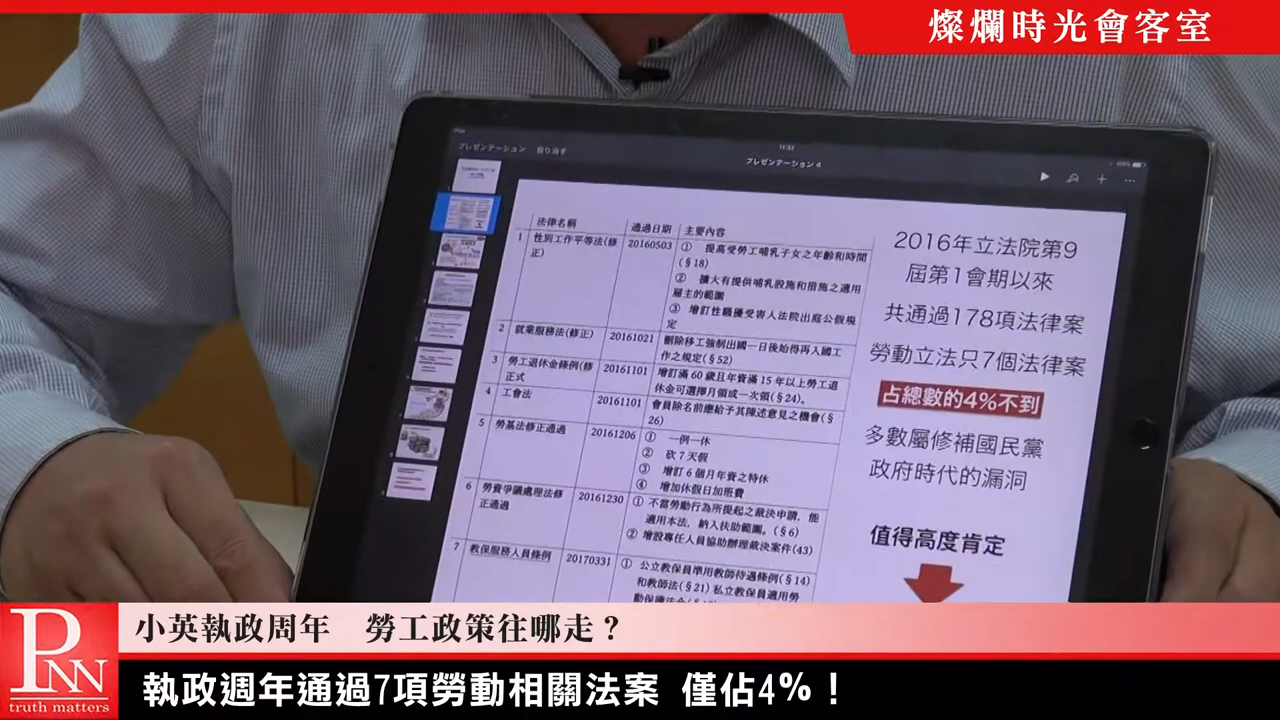 燦爛時光會客室
プレゼンテーション 取り消す
11:32
プレゼンテーション 4
法律名稱 通過日期 主要內容
1 性別工作平等法(修正) 20160503 ① 提高受勞工哺乳子女之年齡和時間(§18)
② 擴大有提供哺乳設施和措施之適用雇主的範圍
③ 增訂性騷擾受害人法院出庭公假規定
2 就業服務法(修正) 20161021 刪除移工強制出國一日後始得再入國工作之規定(§52)
3 勞工退休金條例(修正式 20161101 增訂滿 60 歲且年資滿 15 年以上勞工退休金可選擇月領或一次領(§24)。
4 工會法 20161101 會員除名前應給予其陳述意見之機會(§26)
5 勞基法修正通過 20161206 ① 一例一休
② 砍 7 天假
③ 增訂 6 個月年資之特休
④ 增加休假日加班費
6 勞資爭議處理法修正通過 20161230 ① 不當勞動行為所提起之裁決申請，能適用本法，納入扶助範圍。(§6)
② 增設專任人員協助辦理裁決案件(43)
7 教保服務人員條例 20170331 ① 公立教保員準用教師待遇條例(§14)和教師法(§21)私立教保員適用勞
2016年立法院第9
屆第1會期以來
共通過178項法律案
勞動立法只7個法律案
占總數的4%不到
多數屬修補國民黨
政府時代的漏洞
值得高度肯定
PNN
truth matters
小英執政周年 勞工政策往哪走？
執政週年通過7項勞動相關法案 僅佔4%！